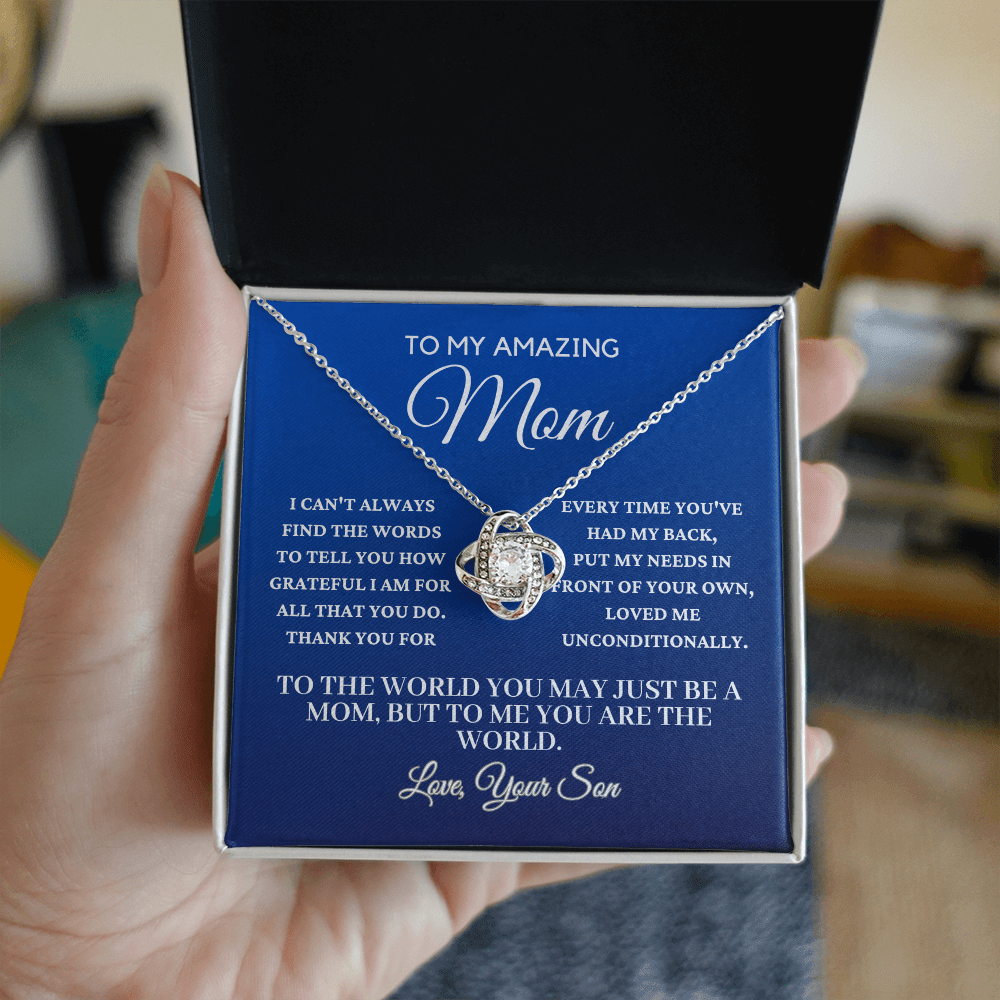 TO MY AMAZING
Mom
I CAN'T ALWAYS
FIND THE WORDS
TO TELL YOU HOW
GRATEFUL I AM FOR
ALL THAT YOU DO.
THANK YOU FOR
EVERY TIME YOU'VE
HAD MY BACK,
PUT MY NEEDS IN
FRONT OF YOUR OWN,
LOVED ME
UNCONDITIONALLY.
TO THE WORLD YOU MAY JUST BE A
MOM, BUT TO ME YOU ARE THE
WORLD.
Love, Your Son